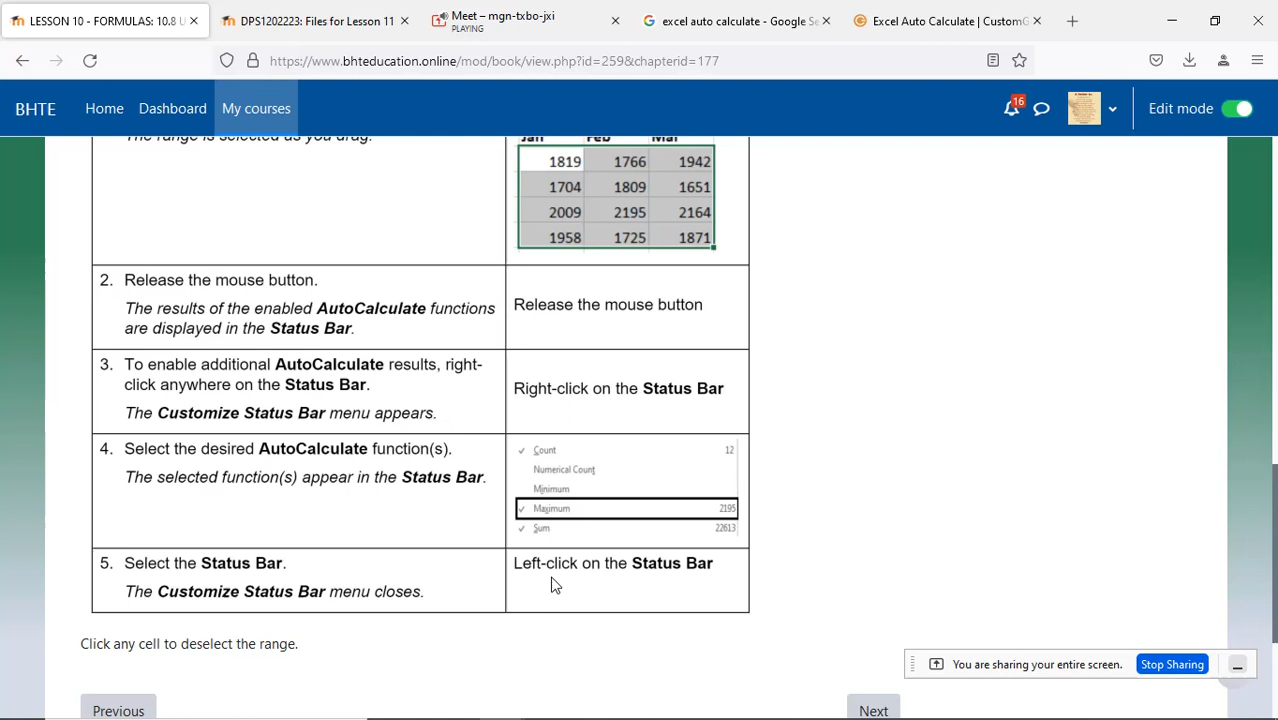 LESSON 10 - FORMULAS: 10.8 U
DPS1202223: Files for Lesson 11
Meet – mgn-txbo-jxi
PLAYING
excel auto calculate - Google Se
Excel Auto Calculate | CustomG
https://www.bhteducation.online/mod/book/view.php?id=259&chapterid=177
BHTE
Home
Dashboard
My courses
16
Edit mode
The range is selected as you drag.
Jan Feb Mar
1819 1766 1942
1704 1809 1651
2009 2195 2164
1958 1725 1871
2. Release the mouse button.
The results of the enabled AutoCalculate functions
are displayed in the Status Bar.
Release the mouse button
3. To enable additional AutoCalculate results, right-
click anywhere on the Status Bar.
The Customize Status Bar menu appears.
Right-click on the Status Bar
4. Select the desired AutoCalculate function(s).
The selected function(s) appear in the Status Bar.
Count 12
Numerical Count
Minimum
Maximum 2195
Sum 22613
5. Select the Status Bar.
The Customize Status Bar menu closes.
Left-click on the Status Bar
Click any cell to deselect the range.
You are sharing your entire screen.
Stop Sharing
Previous
Next